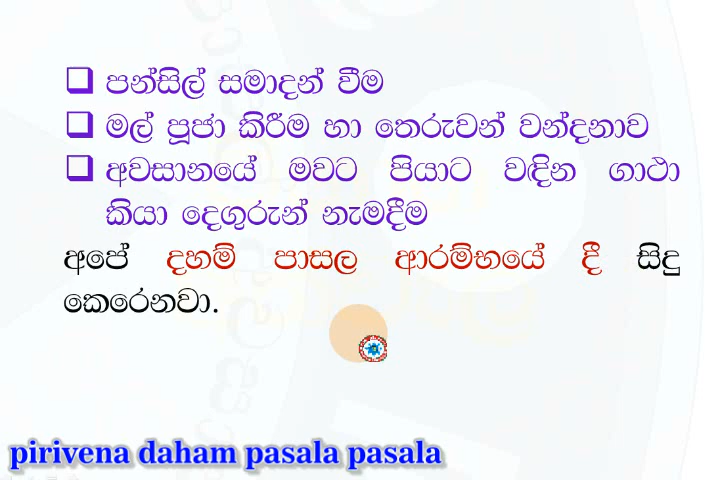 ❑ පන්සිල් සමාදන් වීම
❑ මල් පූජා කිරීම හා තෙරුවන් වන්දනාව
❑ අවසානයේ මවට පියාට වඳින ගාථා
කියා දෙගුරුන් නැමදීම
අපේ දහම් පාසල ආරම්භයේ දී සිදු
කෙරෙනවා.
pirivena daham pasala pasala